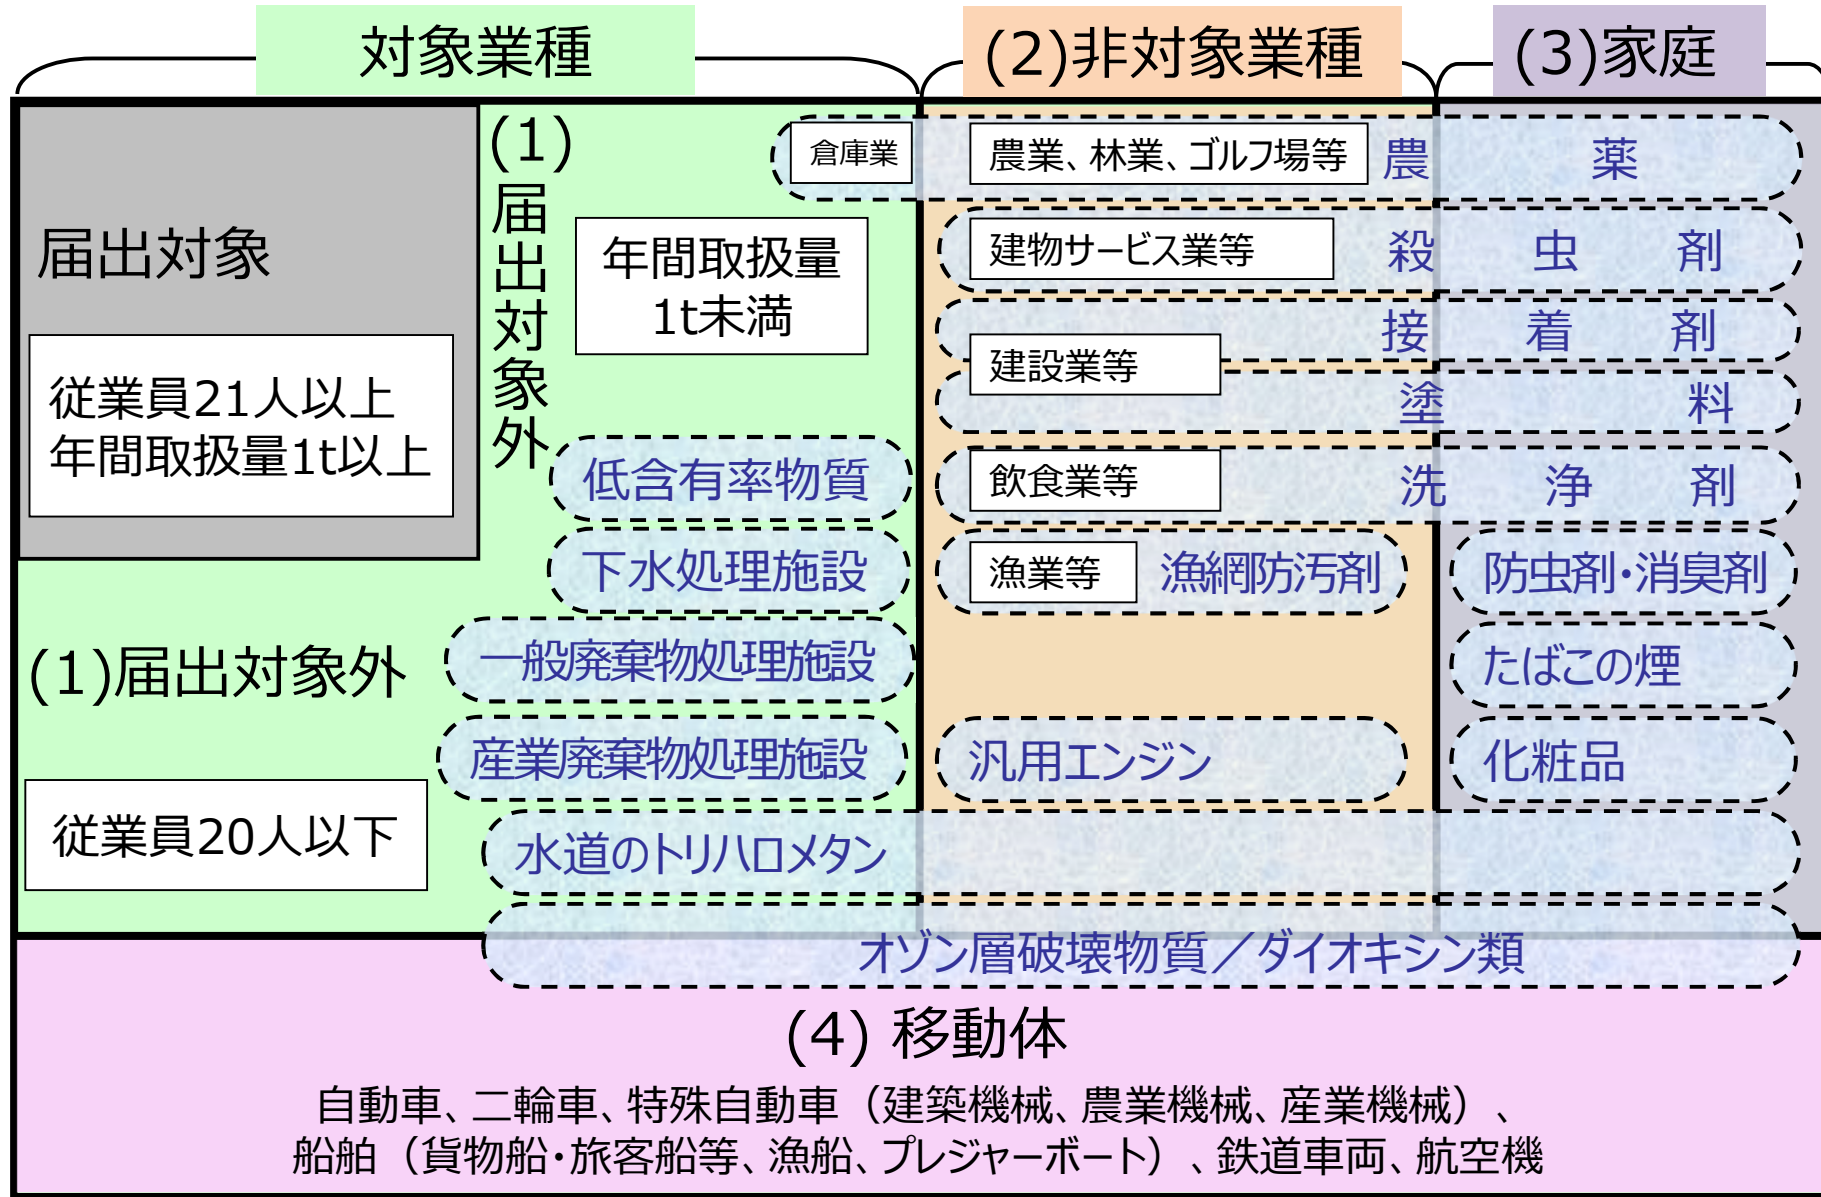 対象業種
(2)非対象業種
(3)家庭
届出対象
従業員21人以上
年間取扱量1t以上
(1)届出対象外
年間取扱量
1t未満
倉庫業
農業、林業、ゴルフ場等
農薬
建物サービス業等
殺虫剤
接着剤
建設業等
塗料
低含有率物質
飲食業等
洗浄剤
下水処理施設
漁業等
漁網防汚剤
防虫剤・消臭剤
(1)届出対象外
一般廃棄物処理施設
たばこの煙
産業廃棄物処理施設
汎用エンジン
化粧品
従業員20人以下
水道のトリハロメタン
オゾン層破壊物質／ダイオキシン類
(4) 移動体
自動車、二輪車、特殊自動車（建築機械、農業機械、産業機械）、
船舶（貨物船・旅客船等、漁船、プレジャーボート）、鉄道車両、航空機